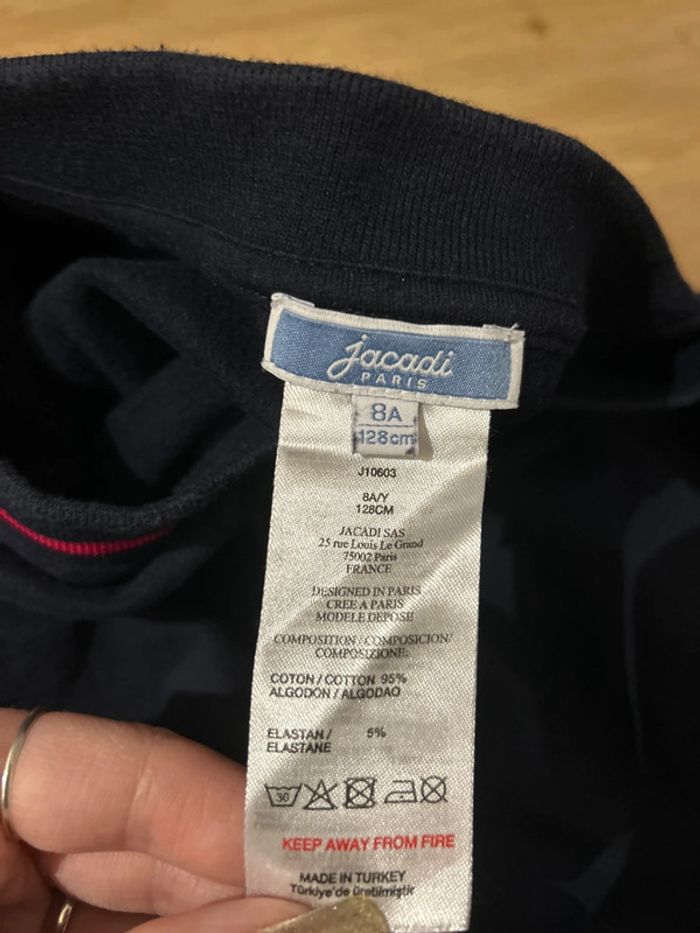 jacadi
PARIS
8A
128cm
J10603
8A/Y
128CM
JACADI SAS
25 rue Louis Le Grand
75002 Paris
FRANCE
DESIGNED IN PARIS
CREE A PARIS
MODELE DEPOSE
COMPOSITION / COMPOSICION/
COMPOSIZIONE:
COTON / COTTON 95%
ALGODON / ALGODAO
ELASTAN / 5%
ELASTANE
30
KEEP AWAY FROM FIRE
MADE IN TURKEY
Türkiye'de üretilmiştir